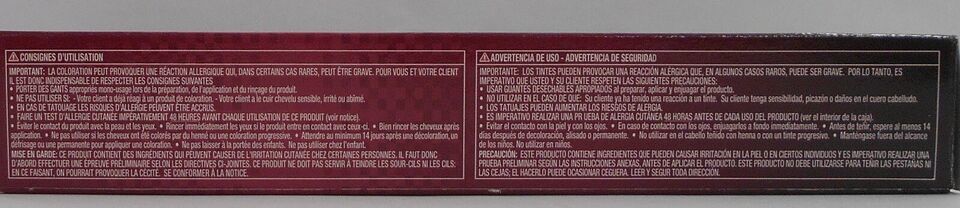 ⚠ CONSIGNES D'UTILISATION
IMPORTANT: LA COLORATION PEUT PROVOQUER UNE RÉACTION ALLERGIQUE QUI, DANS CERTAINS CAS RARES, PEUT ÊTRE GRAVE. POUR VOUS ET VOTRE CLIENT
IL EST DONC INDISPENSABLE DE RESPECTER LES CONSIGNES SUIVANTES
• PORTER DES GANTS appropriés mono-usage lors de la préparation, de l'application et du rinçage du produit.
• NE PAS UTILISER SI: - Votre client a déjà réagi à un produit de coloration. - Votre client a le cuir chevelu sensible, irrité ou abîmé.
• EN CAS DE TATOUAGE LES RISQUES D'ALLERGIE PEUVENT ÊTRE ACCRUS.
• FAIRE UN TEST D'ALLERGIE CUTANÉE IMPÉRATIVEMENT 48 HEURES AVANT CHAQUE UTILISATION DE CE PRODUIT (voir notice).
• Eviter le contact du produit avec la peau et les yeux. • Rincer immédiatement les yeux si le produit entre en contact avec ceux-ci. • Bien rincer les cheveux après
application • Ne pas utiliser si les cheveux ont été colorés par du henné ou une coloration progressive. • Attendre au minimum 14 jours après une décoloration, un
défrisage ou une permanente pour appliquer une coloration. • Ne pas laisser à la portée des enfants. Ne pas utiliser chez l'enfant.
MISE EN GARDE: CE PRODUIT CONTIENT DES INGRÉDIENTS QUI PEUVENT CAUSER DE L'IRRITATION CUTANÉE CHEZ CERTAINES PERSONNES. IL FAUT DONC
D'ABORD EFFECTUER UNE ÉPREUVE PRÉLIMINAIRE SELON LES DIRECTIVES CI-JOINTES. CE PRODUIT NE DOIT PAS SERVIR À TEINDRE LES SOURCILS NI LES CILS:
EN CE FAISANT, ON POURRAIT PROVOQUER LA CÉCITÉ. SE CONFORMER À LA NOTICE.
⚠ ADVERTENCIA DE USO - ADVERTENCIA DE SEGURIDAD
IMPORTANTE: LOS TINTES PUEDEN PROVOCAR UNA REACCIÓN ALÉRGICA QUE, EN ALGUNOS CASOS RAROS, PUEDE SER GRAVE. POR LO TANTO, ES
IMPERATIVO QUE USTED Y SU CLIENTE RESPETEN LAS PRECAUCIONES SIGUIENTES:
• USAR GUANTES DESECHABLES APROPIADOS al preparar, aplicar y enjuagar el producto.
• NO UTILIZAR EN EL CASO DE QUE: Su cliente ya ha tenido una reacción a un tinte. Su cliente tenga sensibilidad, picazón o daños en el cuero cabelludo.
• LOS TATUAJES PUEDEN AUMENTAR LOS RIESGOS DE ALERGIA.
• ES IMPERATIVO REALIZAR UNA PRUEBA DE ALERGIA CUTÁNEA 48 HORAS ANTES DE CADA USO DEL PRODUCTO (ver el interior de la caja).
• Evitar el contacto con la piel y con los ojos. • En caso de contacto con los ojos, enjuagarlos a fondo inmediatamente. • Antes de teñir, espere al menos 14
días después de decoloración, alisado o permanente. • No utilizar en el cabello teñido con henna o con un tinte progresivo. • Manténgase fuera del alcance
de los niños. No utilizar en niños.
PRECAUCIÓN: ESTE PRODUCTO CONTIENE INGREDIENTES QUE PUEDEN CAUSAR IRRITACIÓN EN LA PIEL O EN CIERTOS INDIVIDUOS Y ES IMPERATIVO REALIZAR UNA
PRUEBA PRELIMINAR SEGÚN LAS INSTRUCCIONES ANEXAS, ANTES DE APLICAR EL PRODUCTO. ESTE PRODUCTO NO DEBE UTILIZARSE PARA TEÑIR LAS PESTAÑAS NI
LAS CEJAS; EL HACERLO PUEDE OCASIONAR CEGUERA. LEER Y SEGUIR TODA DIRECCIÓN.